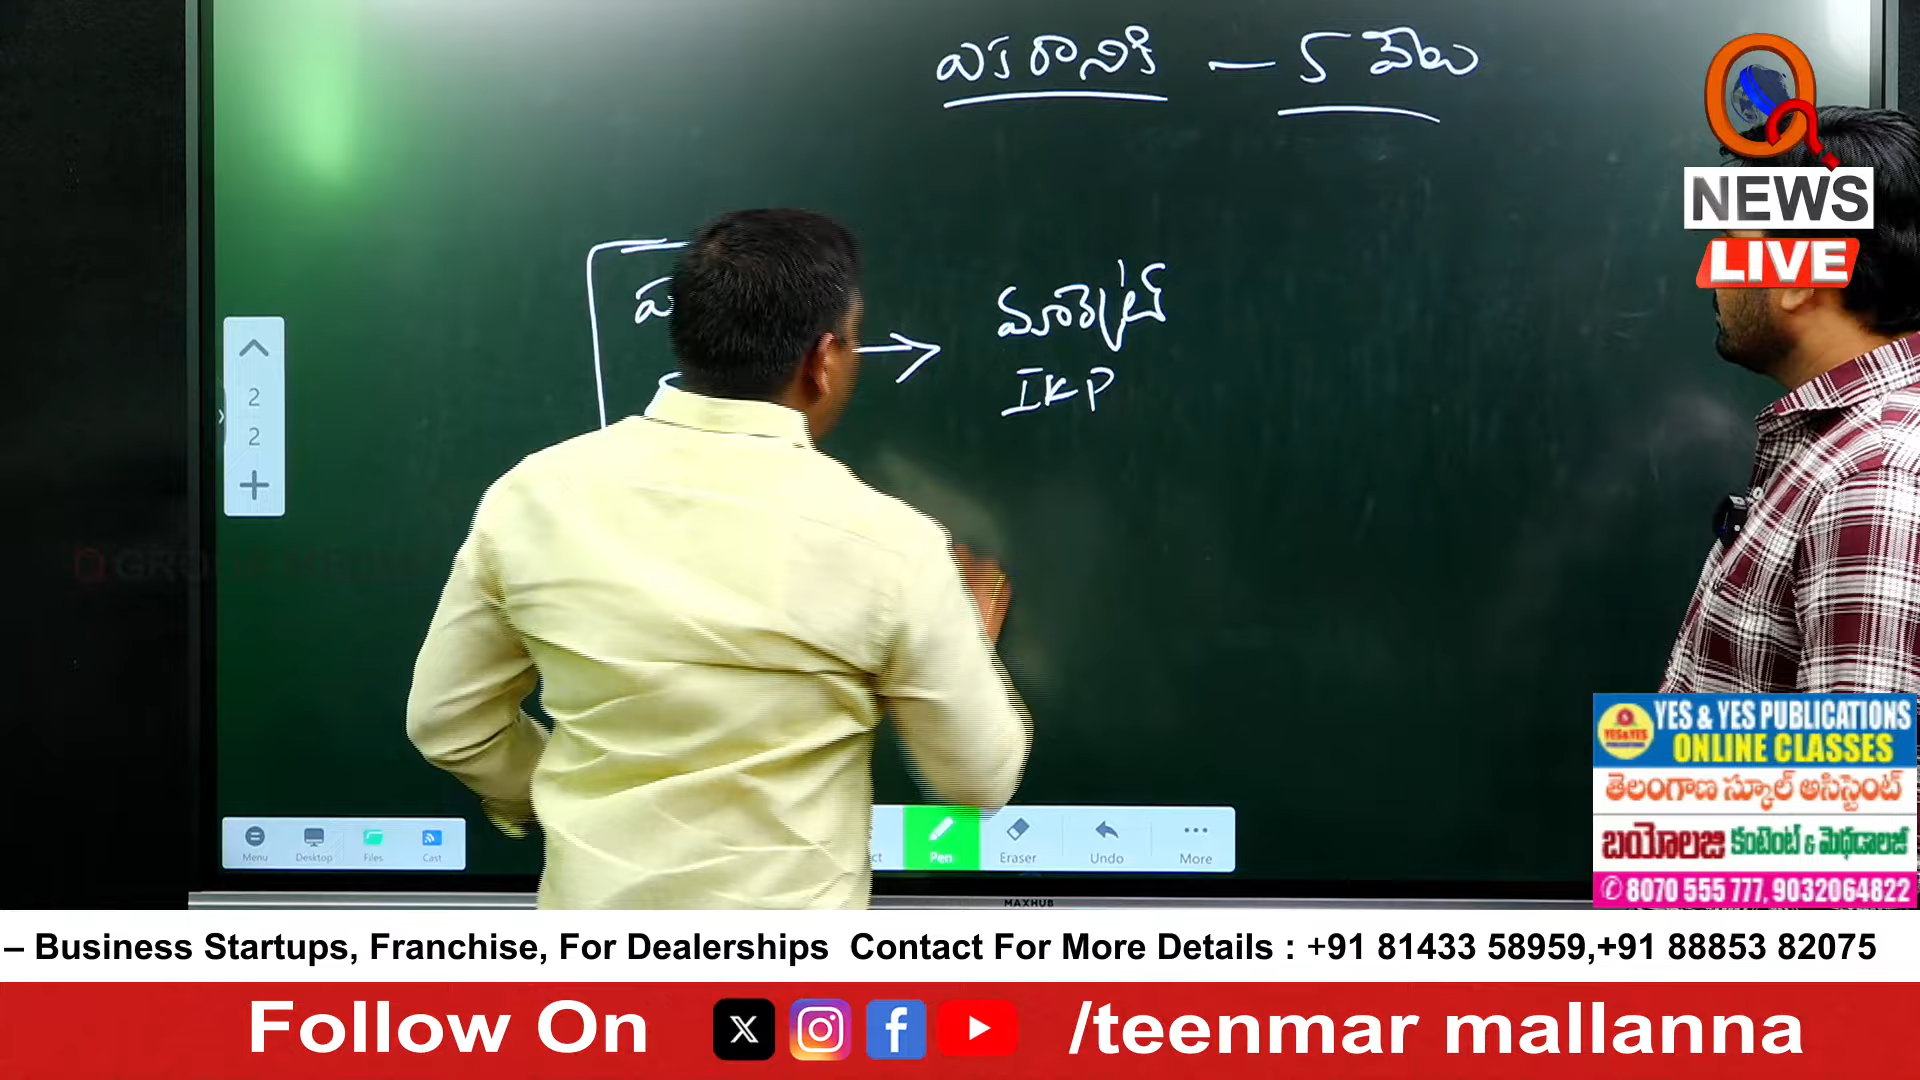 ఎకరానికి — 5 వేలు
మార్కెట్
IKP
NEWS
LIVE
2
2
Menu
Desktop
Files
Cast
Pen
Eraser
Undo
More
MAXHUB
YES & YES PUBLICATIONS
ONLINE CLASSES
తెలంగాణ స్కూల్ అసిస్టెంట్
బయోలజి కంటెంట్ & మెథడాలజీ
8070 555 777, 9032064822
– Business Startups, Franchise, For Dealerships Contact For More Details : +91 81433 58959,+91 88853 82075
Follow On /teenmar mallanna